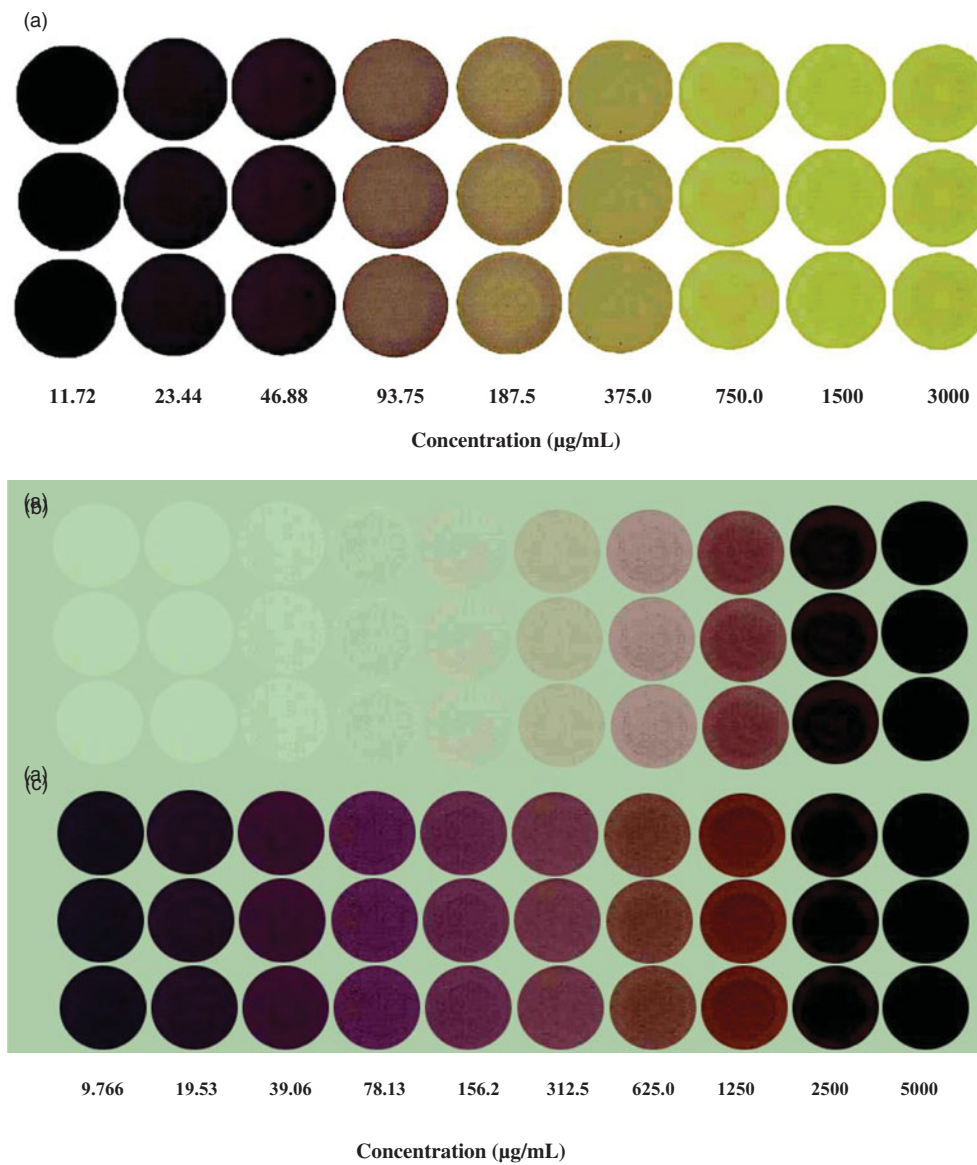 (a)
11.72 23.44 46.88 93.75 187.5 375.0 750.0 1500 3000
Concentration (µg/mL)
(a)
(b)
(a)
(c)
9.766 19.53 39.06 78.13 156.2 312.5 625.0 1250 2500 5000
Concentration (µg/mL)